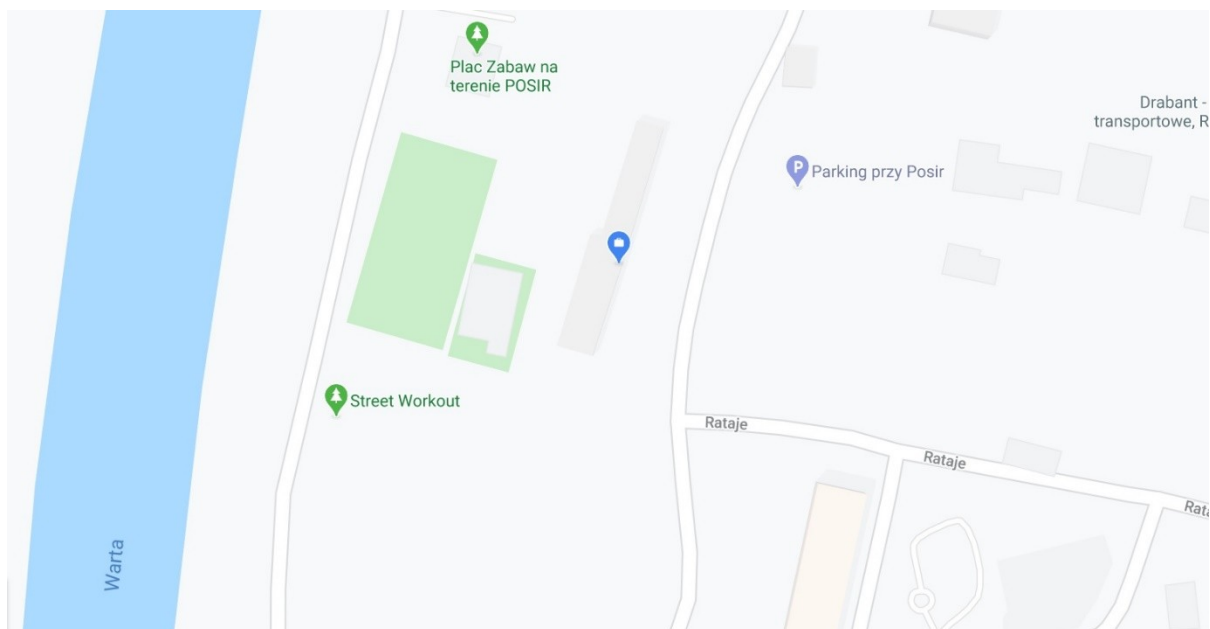 Plac Zabaw na
terenie POSIR
Drabant -
transportowe, R
P
Parking przy Posir
Street Workout
Rataje
Rataje
Rata
Warta